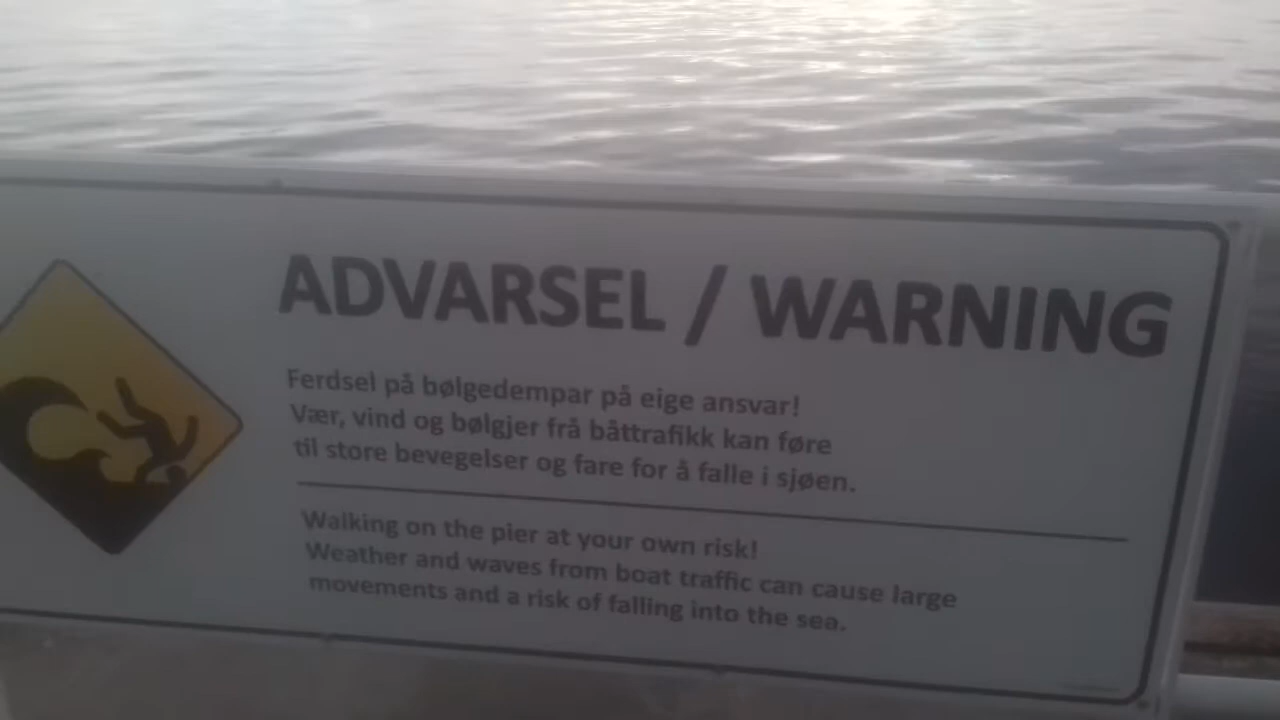 ADVARSEL / WARNING
Ferdsel på bølgedempar på eige ansvar!
Vær, vind og bølgjer frå båttrafikk kan føre
til store bevegelser og fare for å falle i sjøen.
Walking on the pier at your own risk!
Weather and waves from boat traffic can cause large
movements and a risk of falling into the sea.